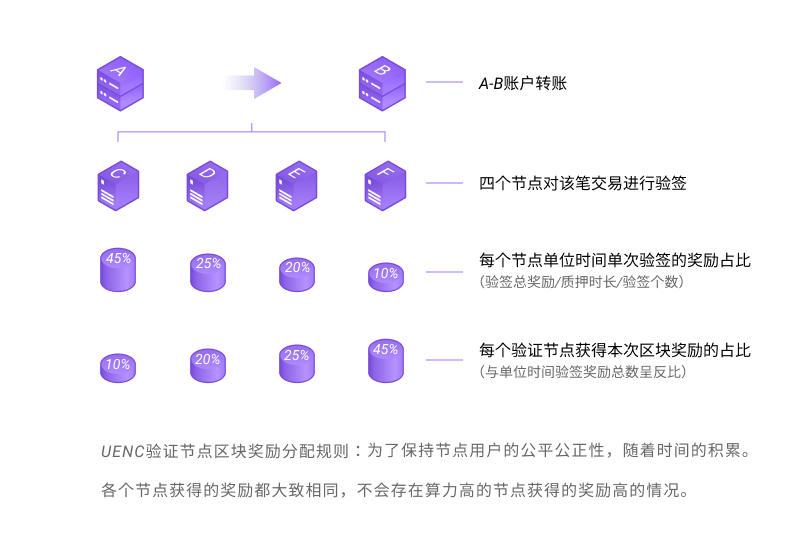 A
B
A-B账户转账
C
D
E
F
四个节点对该笔交易进行验签
45%
25%
20%
10%
每个节点单位时间单次验签的奖励占比
（验签总奖励/质押时长/验签个数）
10%
20%
25%
45%
每个验证节点获得本次区块奖励的占比
（与单位时间验签奖励总数呈反比）
UENC验证节点区块奖励分配规则：为了保持节点用户的公平公正性，随着时间的积累。
各个节点获得的奖励都大致相同，不会存在算力高的节点获得的奖励高的情况。